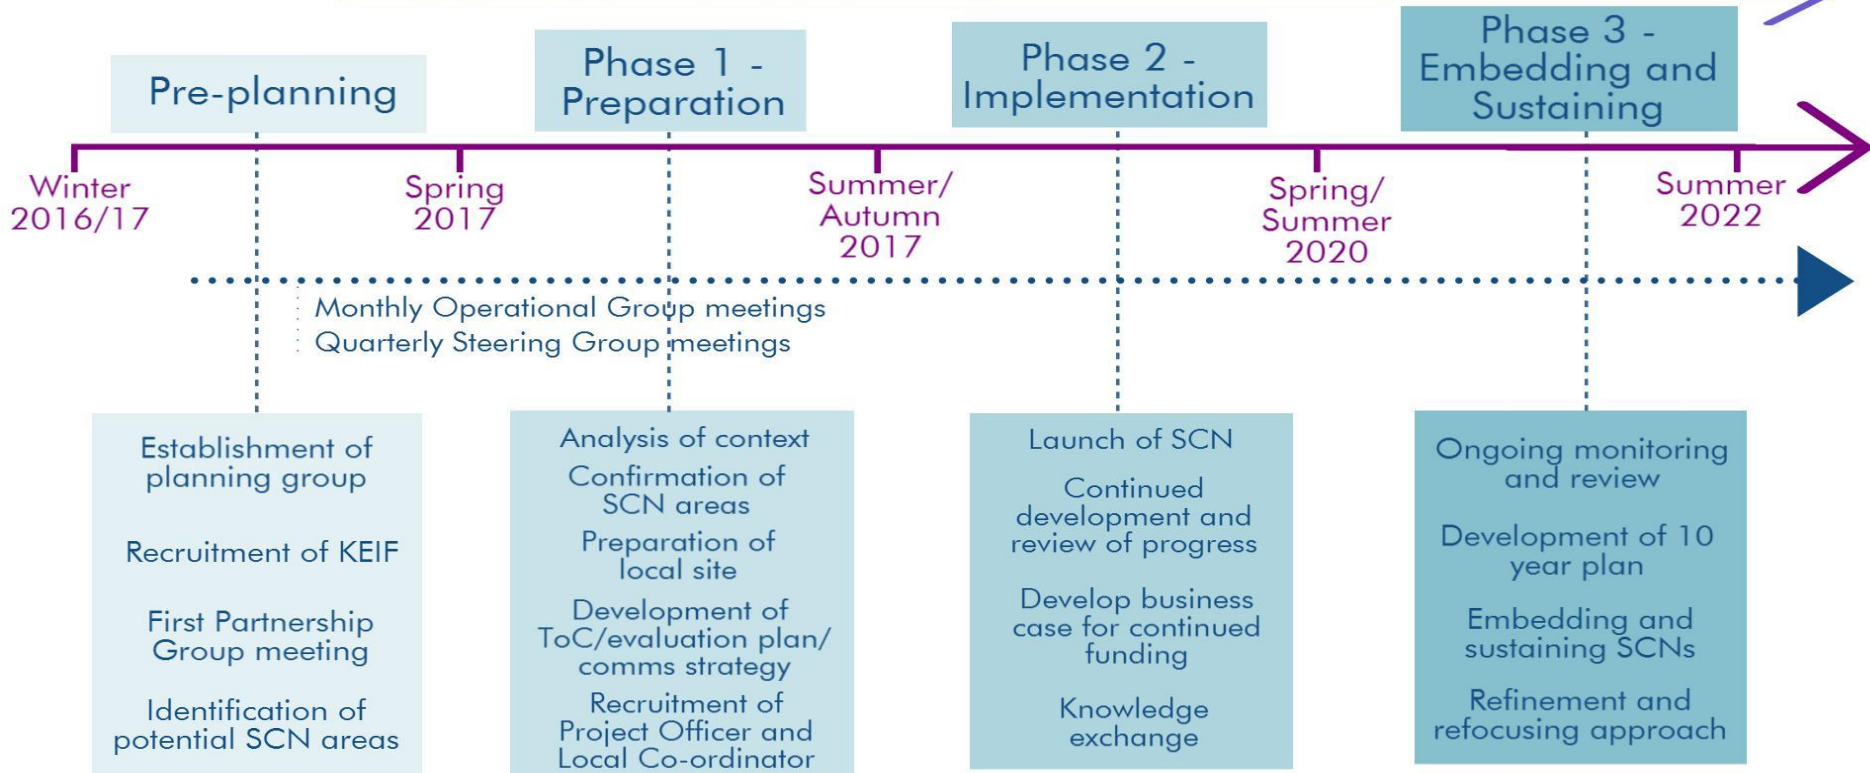 Pre-planning
Phase 1 -
Preparation
Phase 2 -
Implementation
Phase 3 -
Embedding and
Sustaining
Winter
2016/17
Spring
2017
Summer/
Autumn
2017
Spring/
Summer
2020
Summer
2022
Monthly Operational Group meetings
Quarterly Steering Group meetings
Establishment of
planning group
Recruitment of KEIF
First Partnership
Group meeting
Identification of
potential SCN areas
Analysis of context
Confirmation of
SCN areas
Preparation of
local site
Development of
ToC/evaluation plan/
comms strategy
Recruitment of
Project Officer and
Local Co-ordinator
Launch of SCN
Continued
development and
review of progress
Develop business
case for continued
funding
Knowledge
exchange
Ongoing monitoring
and review
Development of 10
year plan
Embedding and
sustaining SCNs
Refinement and
refocusing approach